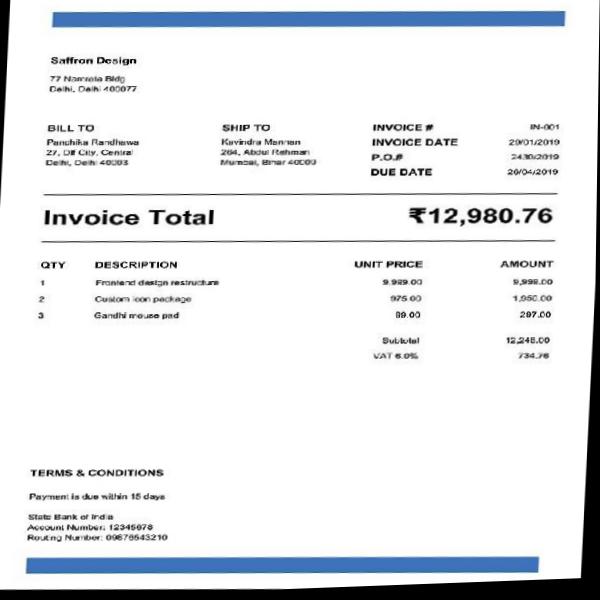 Saffron Design
77 Namrata Bldg
Delhi, Delhi 400077
BILL TO
Panchika Randhawa
27, Dlf City, Central
Delhi, Delhi 40003
SHIP TO
Kavindra Mannan
264, Abdul Rehman
Mumbai, Bihar 40009
INVOICE # IN-001
INVOICE DATE 29/01/2019
P.O.# 2430/2019
DUE DATE 26/04/2019
Invoice Total ₹12,980.76
QTY DESCRIPTION UNIT PRICE AMOUNT
1 Frontend design restructure 9,999.00 9,999.00
2 Custom icon package 975.00 1,950.00
3 Gandhi mouse pad 99.00 297.00
Subtotal 12,246.00
VAT 6.0% 734.76
TERMS & CONDITIONS
Payment is due within 15 days
State Bank of India
Account Number: 12345678
Routing Number: 09876543210